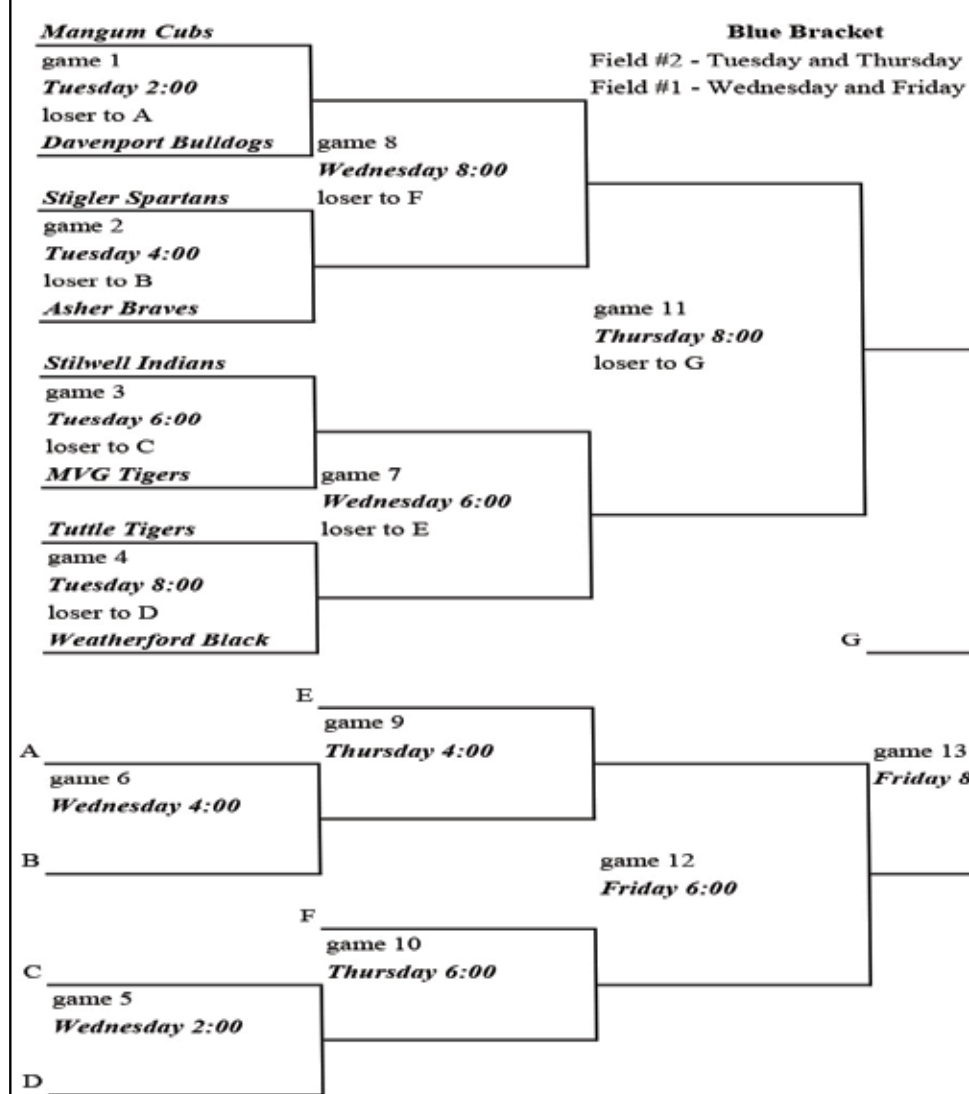 Mangum Cubs
game 1
Tuesday 2:00
loser to A
Davenport Bulldogs
Blue Bracket
Field #2 - Tuesday and Thursday
Field #1 - Wednesday and Friday
game 8
Wednesday 8:00
loser to F
Stigler Spartans
game 2
Tuesday 4:00
loser to B
Asher Braves
game 11
Thursday 8:00
loser to G
Stilwell Indians
game 3
Tuesday 6:00
loser to C
MVG Tigers
game 7
Wednesday 6:00
loser to E
Tuttle Tigers
game 4
Tuesday 8:00
loser to D
Weatherford Black
G
E
game 9
Thursday 4:00
A
game 6
Wednesday 4:00
B
game 13
Friday 8
game 12
Friday 6:00
F
game 10
Thursday 6:00
C
game 5
Wednesday 2:00
D